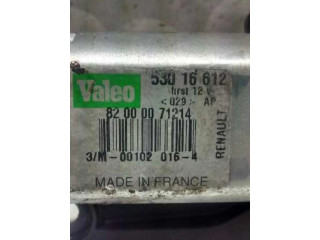 Valeo
530 16 612
first 12 v
< 029 > AP
82 00 00 71214
RENAULT
3/M-00102 016-4
MADE IN FRANCE